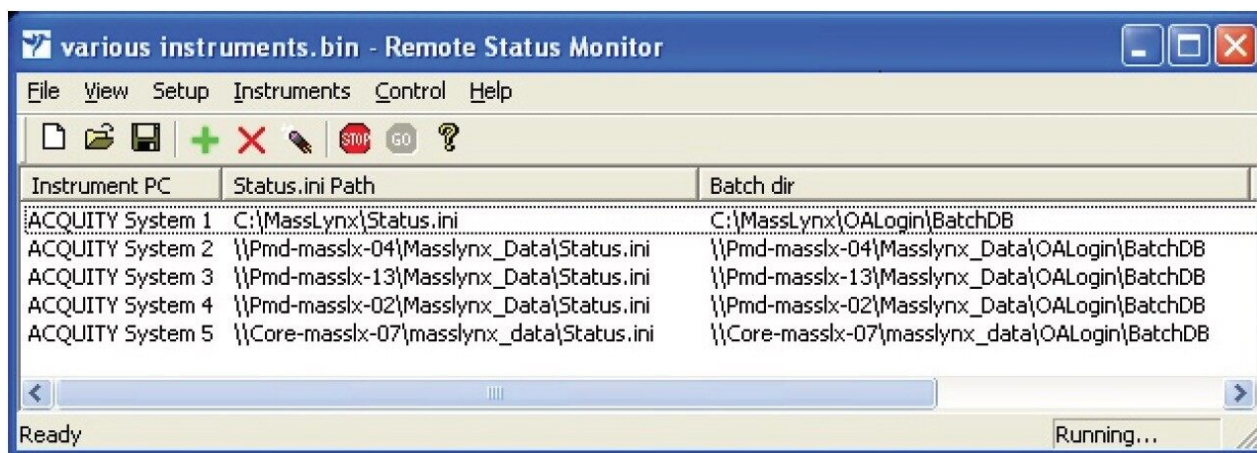 various instruments.bin - Remote Status Monitor
File View Setup Instruments Control Help
STOP GO ?
Instrument PC Status.ini Path Batch dir
ACQUITY System 1 C:\MassLynx\Status.ini C:\MassLynx\OALogin\BatchDB
ACQUITY System 2 \\Pmd-masslx-04\Masslynx_Data\Status.ini \\Pmd-masslx-04\Masslynx_Data\OALogin\BatchDB
ACQUITY System 3 \\Pmd-masslx-13\Masslynx_Data\Status.ini \\Pmd-masslx-13\Masslynx_Data\OALogin\BatchDB
ACQUITY System 4 \\Pmd-masslx-02\Masslynx_Data\Status.ini \\Pmd-masslx-02\Masslynx_Data\OALogin\BatchDB
ACQUITY System 5 \\Core-masslx-07\masslynx_data\Status.ini \\Core-masslx-07\masslynx_data\OALogin\BatchDB
Ready Running...